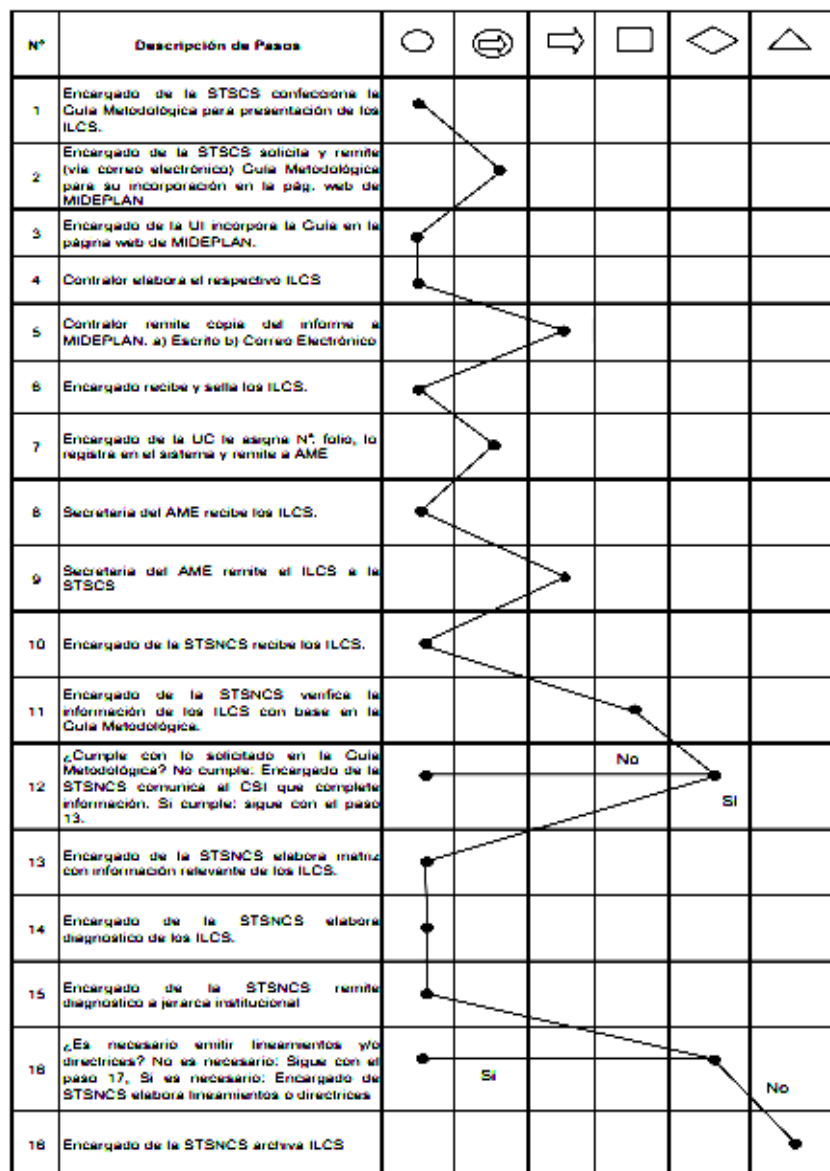 Nº Descripción de Pasos
1 Encargado de la STSCS confecciona la
Guía Metodológica para presentación de los
ILCS.
2 Encargado de la STSCS solicita y remite
(vía correo electrónico) Guía Metodológica
para su incorporación en la pág. web de
MIDEPLAN
3 Encargado de la UI incorpora la Guía en la
página web de MIDEPLAN.
4 Contralor elabora el respectivo ILCS
5 Contralor remite copia del informe a
MIDEPLAN. a) Escrito b) Correo Electrónico
6 Encargado recibe y sella los ILCS.
7 Encargado de la UC le asigna Nº. folio, lo
registra en el sistema y remite a AME
8 Secretaria del AME recibe los ILCS.
9 Secretaria del AME remite el ILCS a la
STSCS
10 Encargado de la STSNCS recibe los ILCS.
11 Encargado de la STSNCS verifica la
información de los ILCS con base en la
Guía Metodológica.
12 ¿Cumple con lo solicitado en la Guía
Metodológica? No cumple: Encargado de la
STSNCS comunica al CSI que complete
información. Si cumple: sigue con el paso
13.
No
Si
13 Encargado de la STSNCS elabora matriz
con información relevante de los ILCS.
14 Encargado de la STSNCS elabora
diagnostico de los ILCS.
15 Encargado de la STSNCS remite
diagnostico a jerarca institucional
16 ¿Es necesario emitir lineamientos y/o
directrices? No es necesario: Sigue con el
paso 17, Si es necesario: Encargado de
STSNCS elabora lineamientos o directrices
Si
No
16 Encargado de la STSNCS archiva ILCS